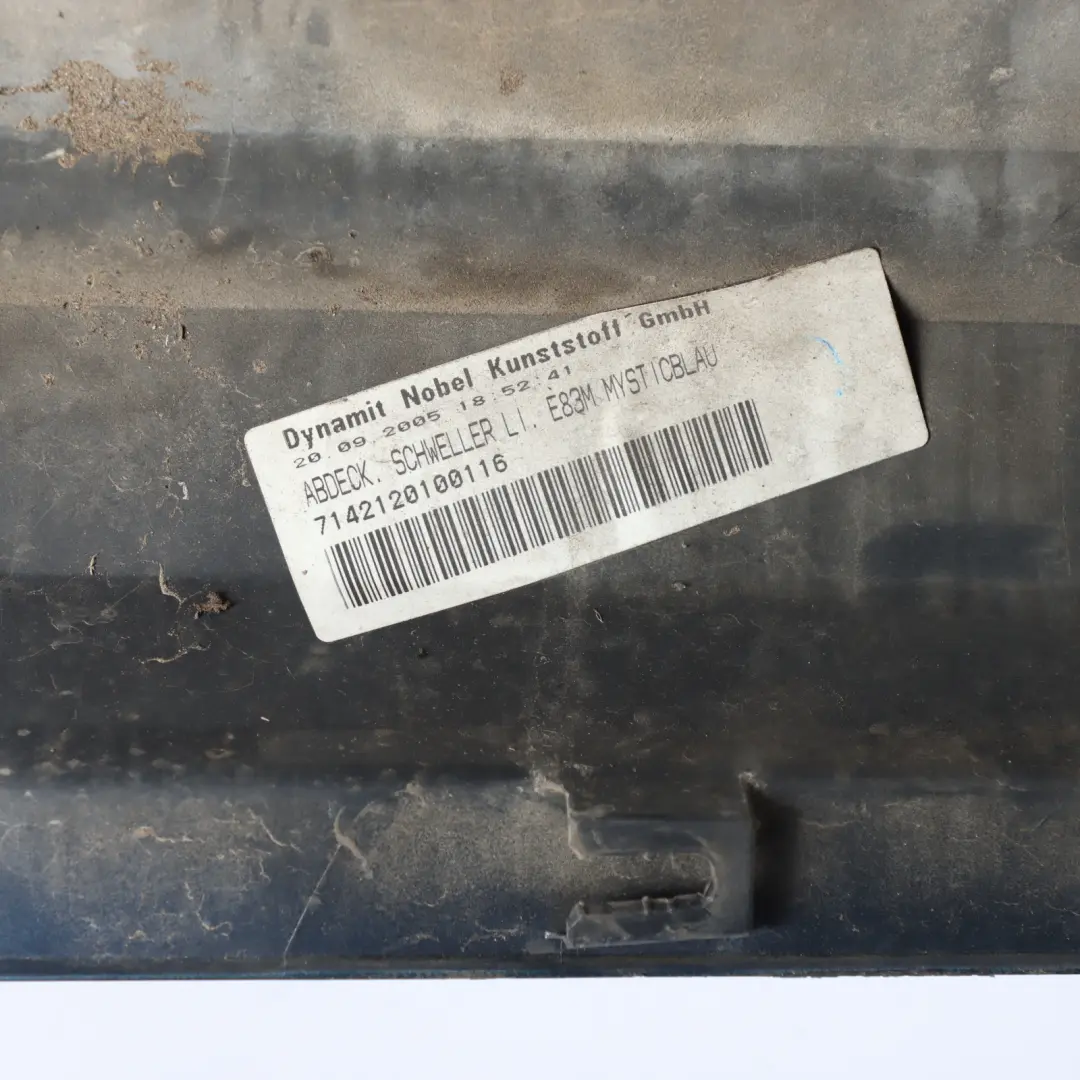 Dynamit Nobel Kunststoff GmbH
20.09.2005 18:52:41
ABDECK. SCHWELLER LI. E83M MYSTICBLAU
7142120100116